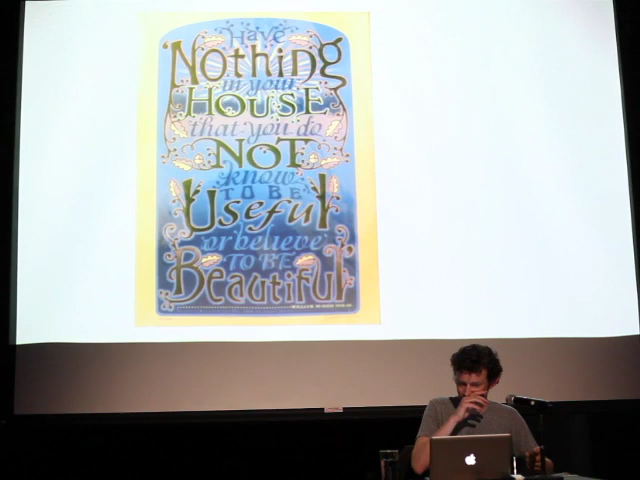 'Have
Nothing
in your
HOUSE
that you do
NOT
know
TO BE
Useful
or believe
TO BE
Beautiful'